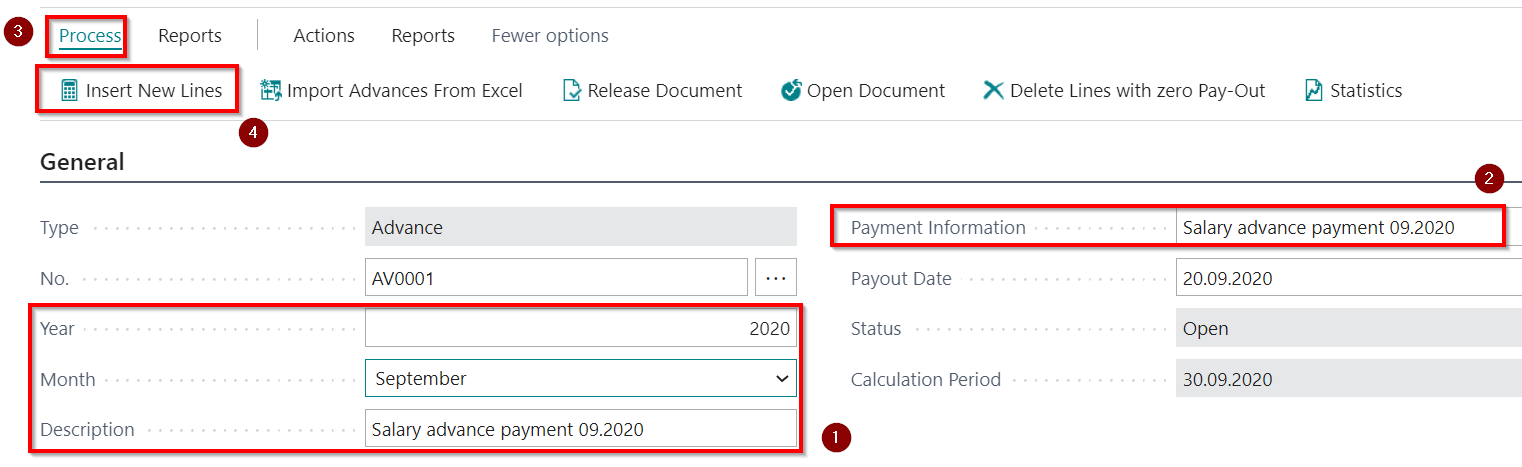 3 Process Reports Actions Reports Fewer options
Insert New Lines Import Advances From Excel Release Document Open Document Delete Lines with zero Pay-Out Statistics
4
General
2
Type Advance Payment Information Salary advance payment 09.2020
No. AV0001 ... Payout Date 20.09.2020
Year 2020 Status Open
Month September Calculation Period 30.09.2020
Description Salary advance payment 09.2020
1